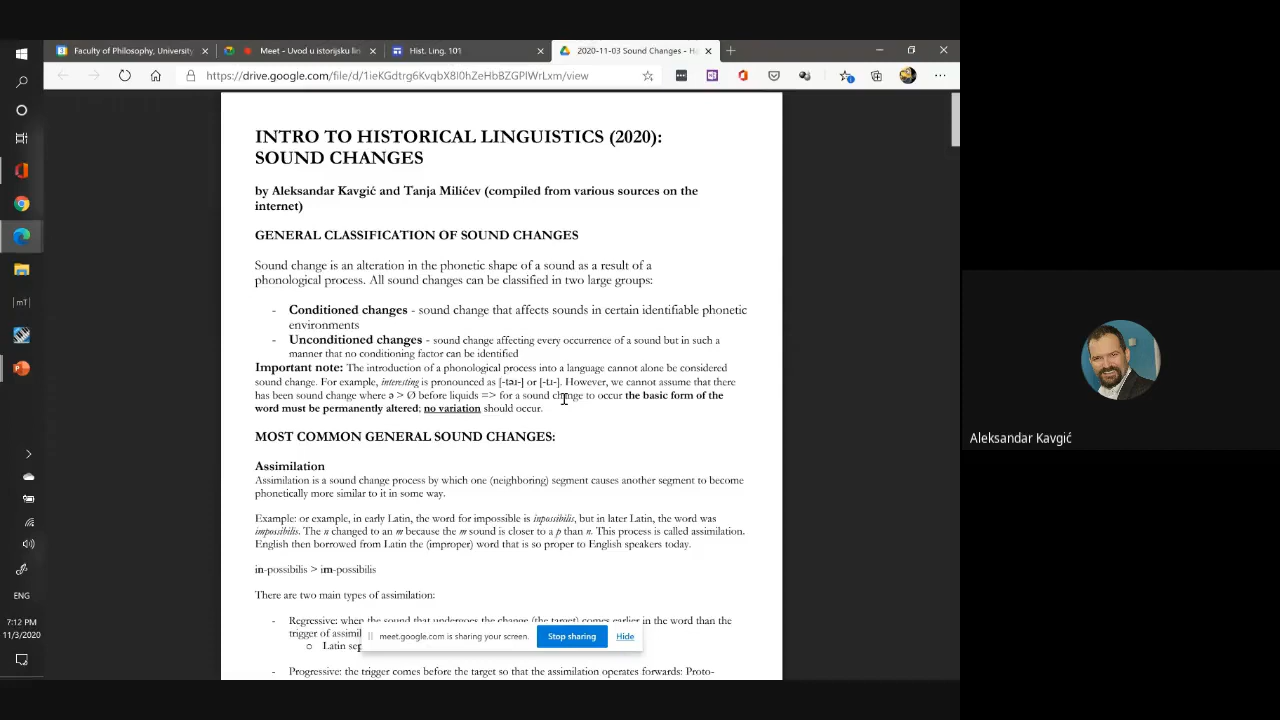 Faculty of Philosophy, University
Meet - Uvod u istorijsku lin
Hist. Ling. 101
2020-11-03 Sound Changes - Ha
https://drive.google.com/file/d/1ieKGdtrg6KvqbX8l0hZeHbBZGPlWrLxm/view
INTRO TO HISTORICAL LINGUISTICS (2020):
SOUND CHANGES
by Aleksandar Kavgić and Tanja Milićev (compiled from various sources on the
internet)
GENERAL CLASSIFICATION OF SOUND CHANGES
Sound change is an alteration in the phonetic shape of a sound as a result of a
phonological process. All sound changes can be classified in two large groups:
- Conditioned changes - sound change that affects sounds in certain identifiable phonetic
environments
- Unconditioned changes - sound change affecting every occurrence of a sound but in such a
manner that no conditioning factor can be identified
Important note: The introduction of a phonological process into a language cannot alone be considered
sound change. For example, interesting is pronounced as or However, we cannot assume that there
has been sound change where ə > Ø before liquids => for a sound change to occur the basic form of the
word must be permanently altered; no variation should occur.
MOST COMMON GENERAL SOUND CHANGES:
Assimilation
Assimilation is a sound change process by which one (neighboring) segment causes another segment to become
phonetically more similar to it in some way.
Example: or example, in early Latin, the word for impossible is inpossibilis, but in later Latin, the word was
impossibilis. The n changed to an m because the m sound is closer to a p than n. This process is called assimilation.
English then borrowed from Latin the (improper) word that is so proper to English speakers today.
in-possibilis > im-possibilis
There are two main types of assimilation:
- Regressive: when the sound that undergoes the change (the target) comes earlier in the word than the
trigger of assimil
o Latin sep
meet.google.com is sharing your screen. Stop sharing Hide
- Progressive: the trigger comes before the target so that the assimilation operates forwards: Proto-
Aleksandar Kavgić
mT
ENG
7:12 PM
11/3/2020